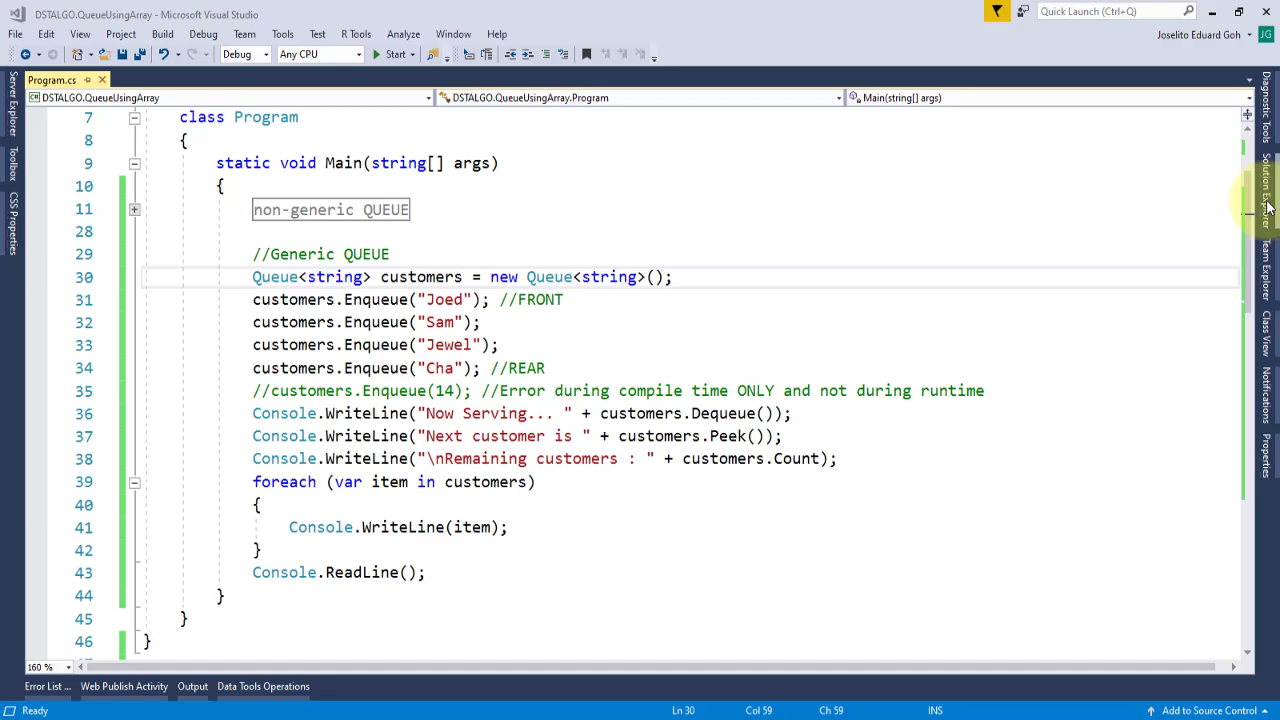 DSTALGO.QueueUsingArray - Microsoft Visual Studio
Quick Launch (Ctrl+Q)
File Edit View Project Build Debug Team Tools Test R Tools Analyze Window Help
Joselito Eduard Goh JG
Debug Any CPU Start
Program.cs
DSTALGO.QueueUsingArray DSTALGO.QueueUsingArray.Program Main(string[] args)
Server Explorer
Toolbox
CSS Properties
7 class Program
8 {
9 static void Main(string[] args)
10 {
11 non-generic QUEUE
28
29 //Generic QUEUE
30 Queue<string> customers = new Queue<string>();
31 customers.Enqueue("Joed"); //FRONT
32 customers.Enqueue("Sam");
33 customers.Enqueue("Jewel");
34 customers.Enqueue("Cha"); //REAR
35 //customers.Enqueue(14); //Error during compile time ONLY and not during runtime
36 Console.WriteLine("Now Serving... " + customers.Dequeue());
37 Console.WriteLine("Next customer is " + customers.Peek());
38 Console.WriteLine("\nRemaining customers : " + customers.Count);
39 foreach (var item in customers)
40 {
41 Console.WriteLine(item);
42 }
43 Console.ReadLine();
44 }
45 }
46 }
Diagnostic Tools
Solution Explorer
Team Explorer
Class View
Notifications
Properties
160 %
Error List ... Web Publish Activity Output Data Tools Operations
Ready Ln 30 Col 59 Ch 59 INS Add to Source Control